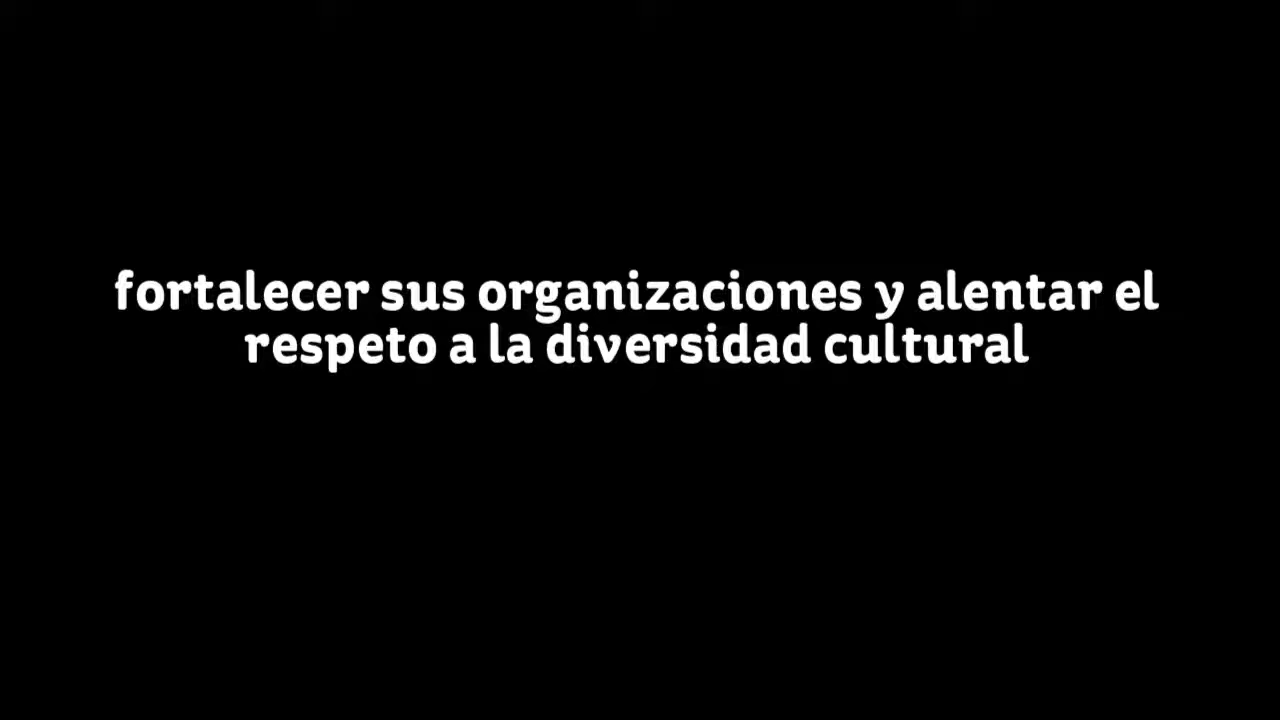 fortalecer sus organizaciones y alentar el
respeto a la diversidad cultural